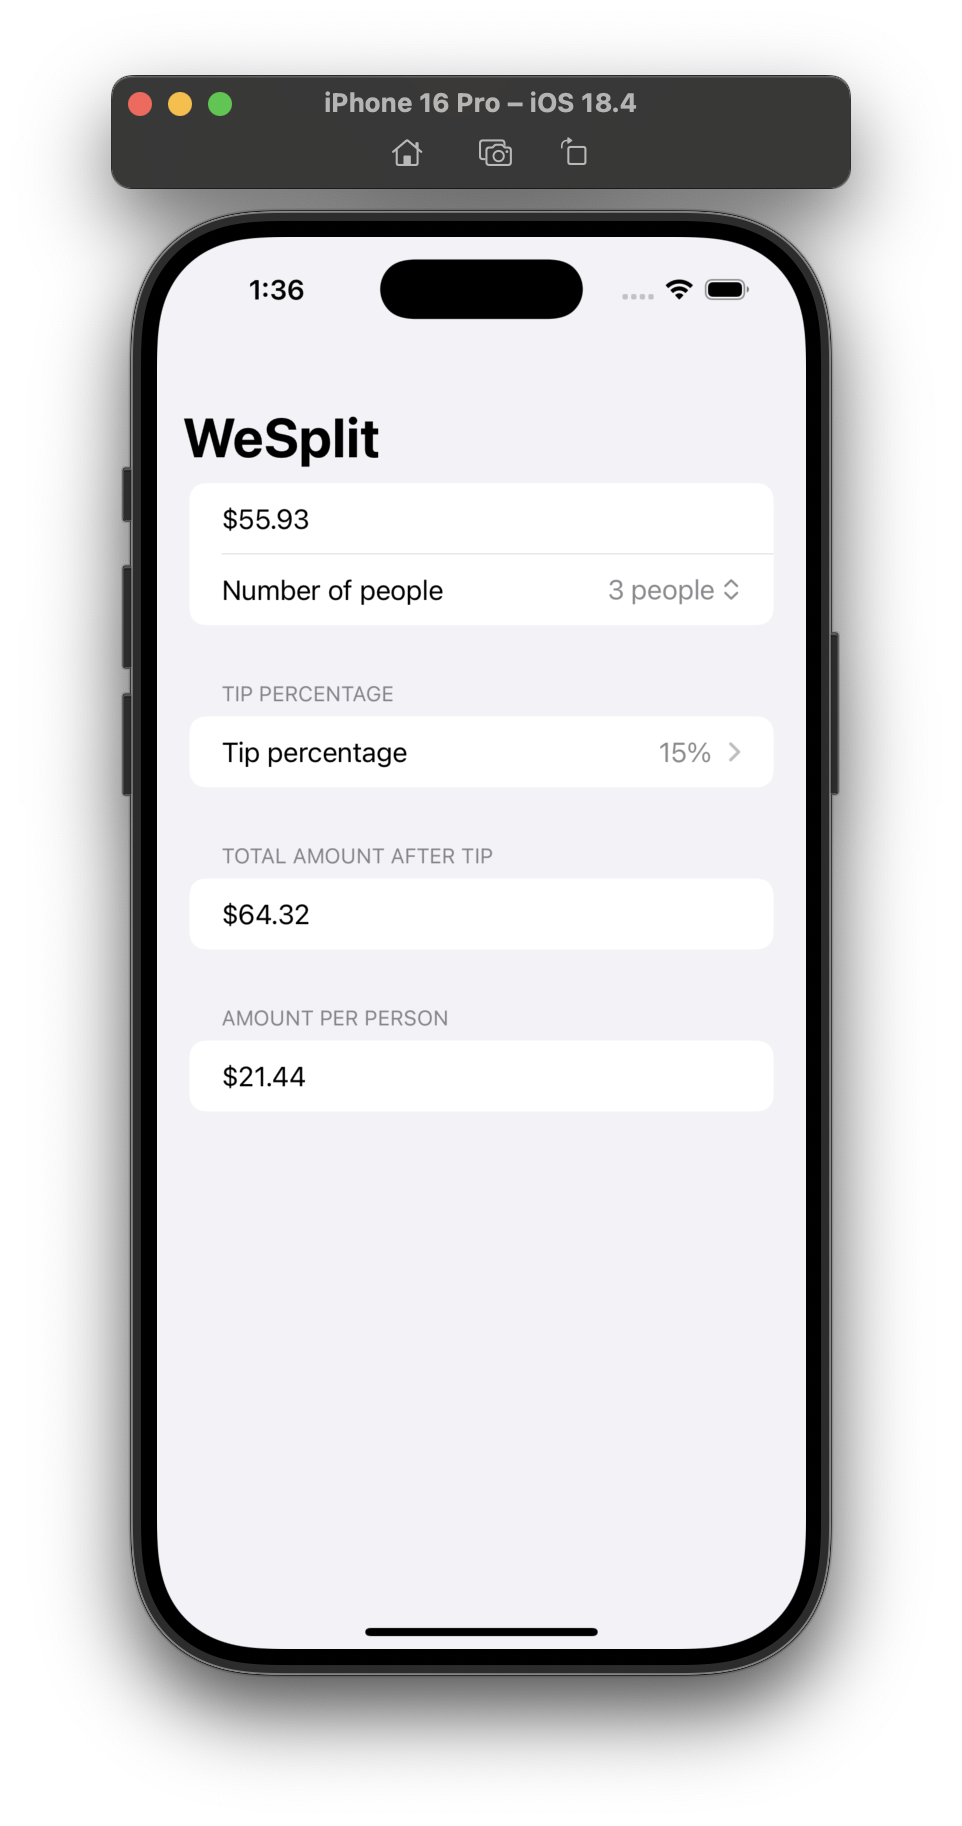 iPhone 16 Pro – iOS 18.4
1:36
WeSplit
$55.93
Number of people 3 people
TIP PERCENTAGE
Tip percentage 15%
TOTAL AMOUNT AFTER TIP
$64.32
AMOUNT PER PERSON
$21.44